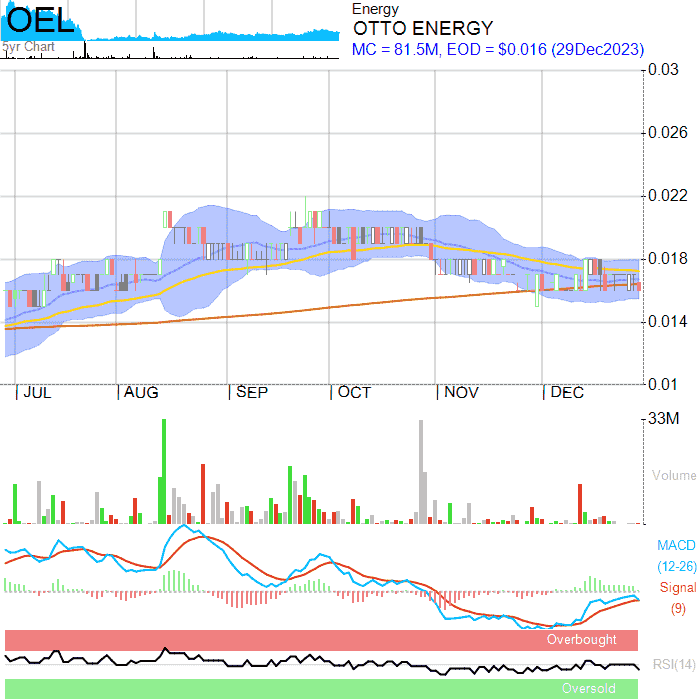 OEL
5yr Chart
Energy
OTTO ENERGY
MC = 81.5M, EOD = $0.016 (29Dec2023)
0.03
0.026
0.022
0.018
0.014
0.01
JUL AUG SEP OCT NOV DEC
33M
Volume
MACD
(12-26)
Signal
(9)
Overbought
RSI(14)
Oversold